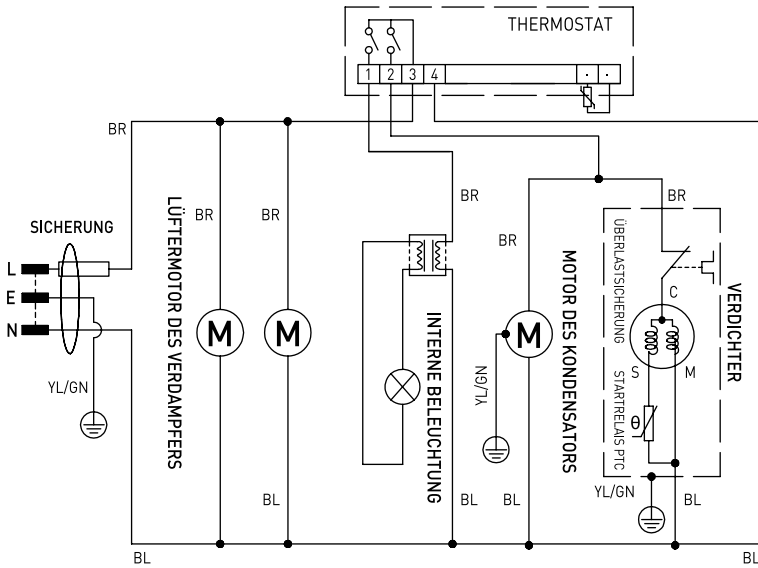 THERMOSTAT
1 2 3 4 · ·
BR
BR
BR
BR
BR
BR
SICHERUNG
L
E
N
YL/GN
LÜFTERMOTOR DES VERDAMPFERS
M
M
INTERNE BELEUCHTUNG
M
YL/GN
MOTOR DES KONDENSATORS
ÜBERLASTSICHERUNG
C
S
M
STARTRELAIS PTC
θ
VERDICHTER
YL/GN
BL
BL
BL
BL
BL
BL